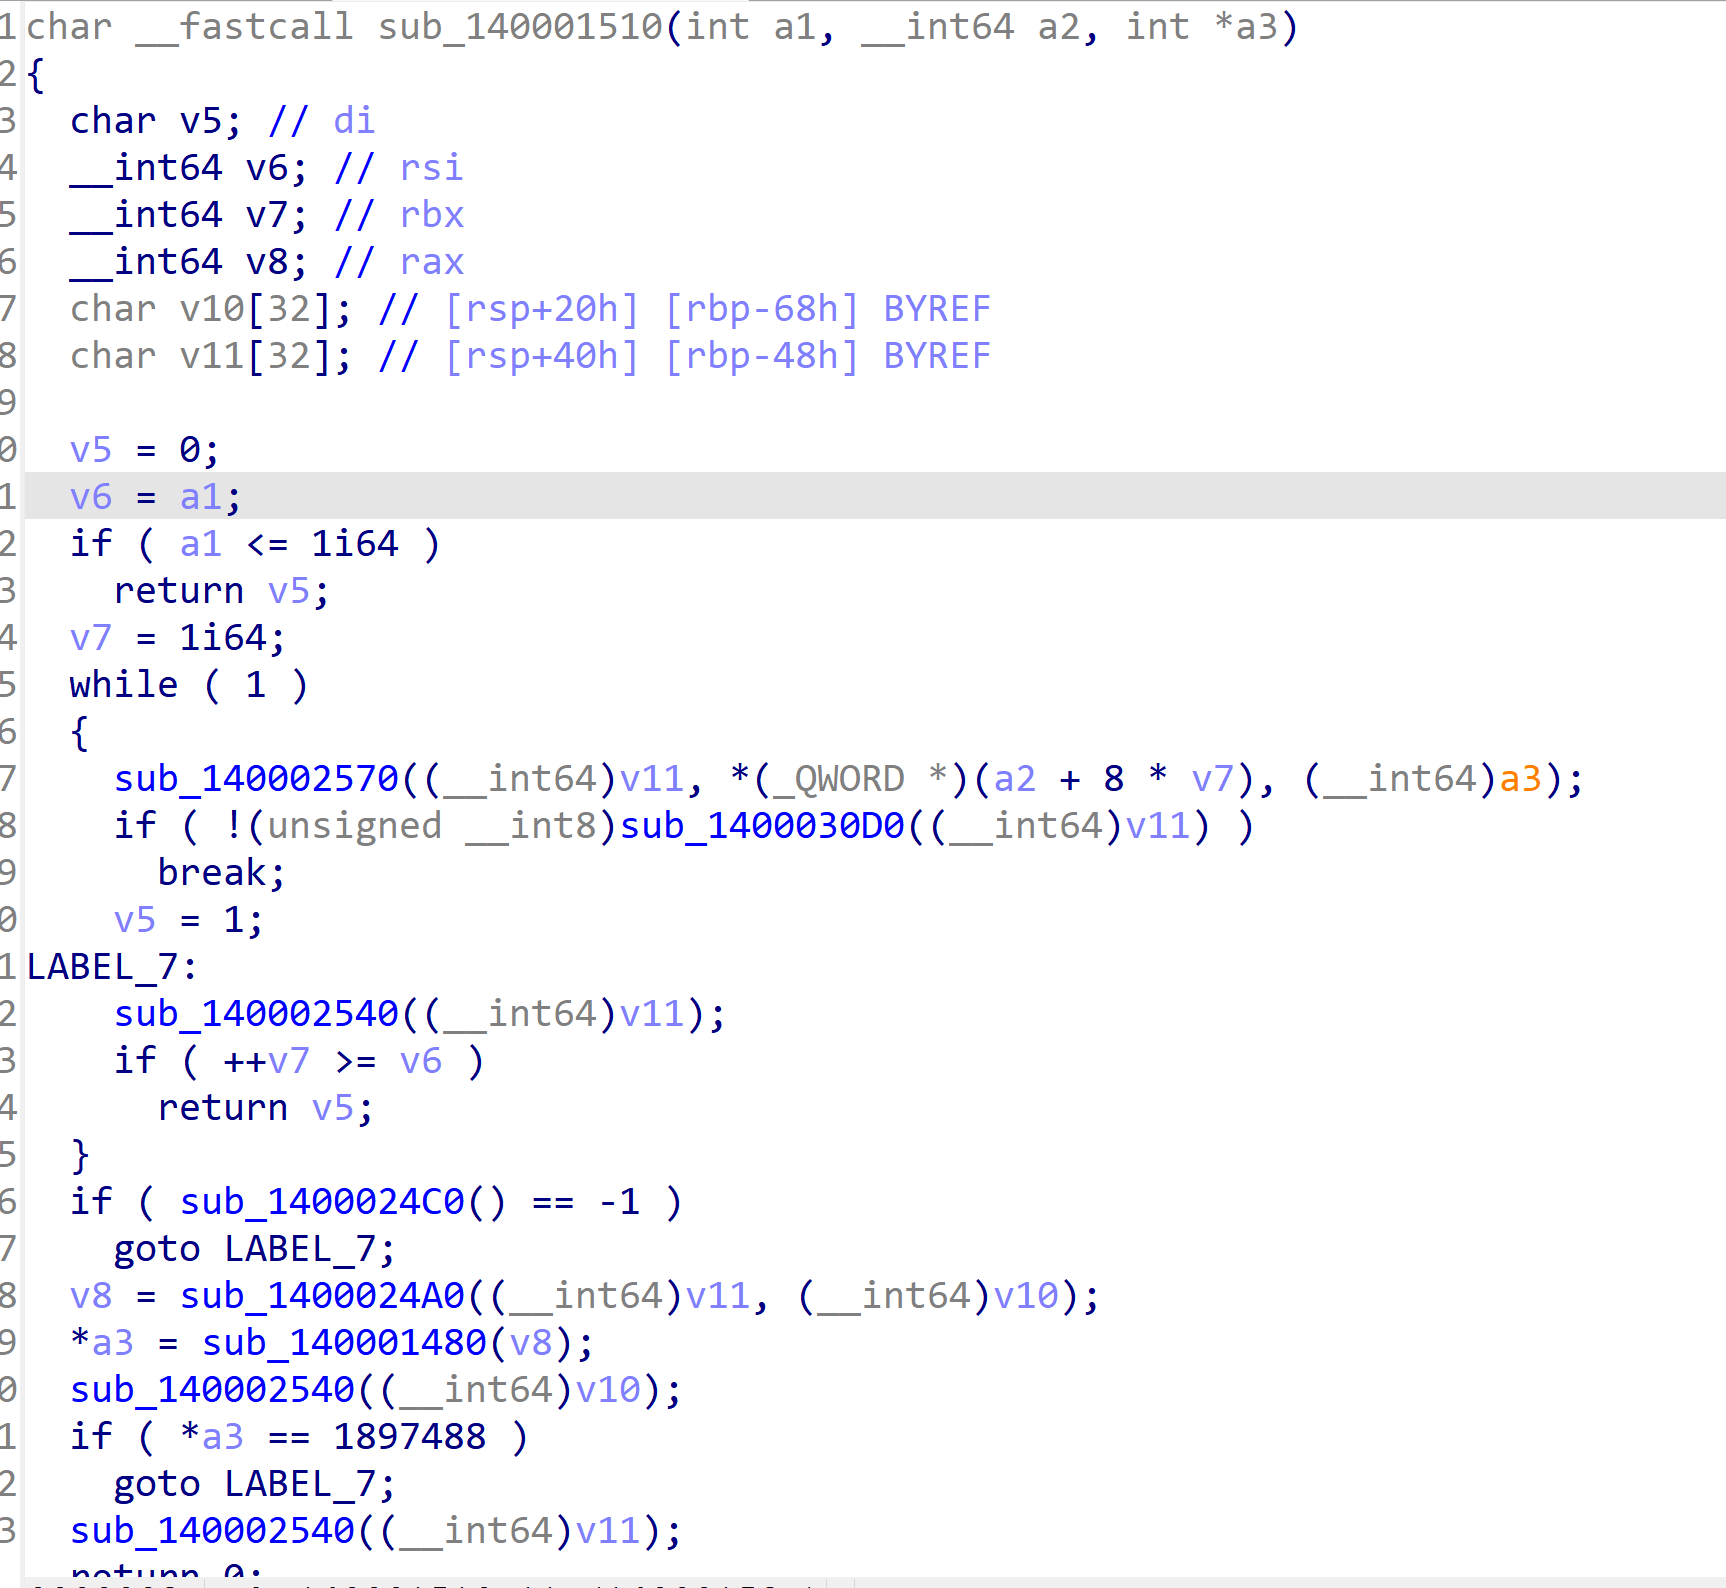 1 char __fastcall sub_140001510(int a1, __int64 a2, int *a3)
2 {
3   char v5; // di
4   __int64 v6; // rsi
5   __int64 v7; // rbx
6   __int64 v8; // rax
7   char v10[32]; // [rsp+20h] [rbp-68h] BYREF
8   char v11[32]; // [rsp+40h] [rbp-48h] BYREF
9
0   v5 = 0;
1   v6 = a1;
2   if ( a1 <= 1i64 )
3     return v5;
4   v7 = 1i64;
5   while ( 1 )
6   {
7     sub_140002570((__int64)v11, *(_QWORD *)(a2 + 8 * v7), (__int64)a3);
8     if ( !(unsigned __int8)sub_1400030D0((__int64)v11) )
9       break;
0     v5 = 1;
1 LABEL_7:
2     sub_140002540((__int64)v11);
3     if ( ++v7 >= v6 )
4       return v5;
5   }
6   if ( sub_1400024C0() == -1 )
7     goto LABEL_7;
8   v8 = sub_1400024A0((__int64)v11, (__int64)v10);
9   *a3 = sub_140001480(v8);
0   sub_140002540((__int64)v10);
1   if ( *a3 == 1897488 )
2     goto LABEL_7;
3   sub_140002540((__int64)v11);
return 0;